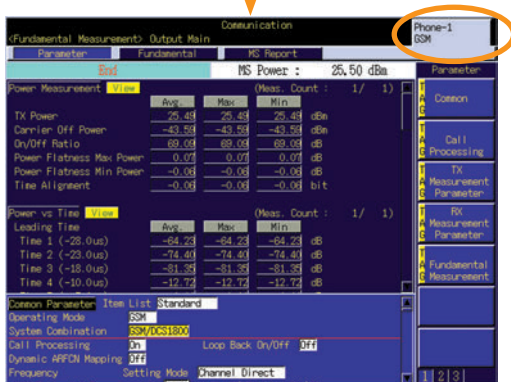 Communication
Phone-1
GSM
<Fundamental Measurement> Output Main
Parameter Fundamental MS Report
End MS Power : 25.50 dBm Parameter
Power Measurement View (Meas. Count : 1/ 1)
Avg. Max Min
TX Power 25.49 25.49 25.49 dBm
Carrier Off Power -43.59 -43.59 -43.59 dBm
On/Off Ratio 69.09 69.09 69.09 dB
Power Flatness Max Power 0.07 0.07 0.07 dB
Power Flatness Min Power -0.06 -0.06 -0.06 dB
Time Alignment -0.06 -0.06 -0.06 bit
Power vs Time View (Meas. Count : 1/ 1)
Leading Time Avg. Max Min
Time 1 (-28.0us) -64.23 -64.23 -64.23 dB
Time 2 (-23.0us) -74.40 -74.40 -74.40 dB
Time 3 (-18.0us) -81.35 -81.35 -81.35 dB
Time 4 (-10.0us) -12.72 -12.72 -12.72 dB
Common Parameter Item List Standard
Operating Mode GSM
System Combination GSM/DCS1800
Call Processing On Loop Back On/Off Off
Dynamic ARFCN Mapping Off
Frequency Setting Mode Channel Direct
TAG Common
TAG Call Processing
TAG TX Measurement Parameter
TAG RX Measurement Parameter
TAG Fundamental Measurement
1 2 3